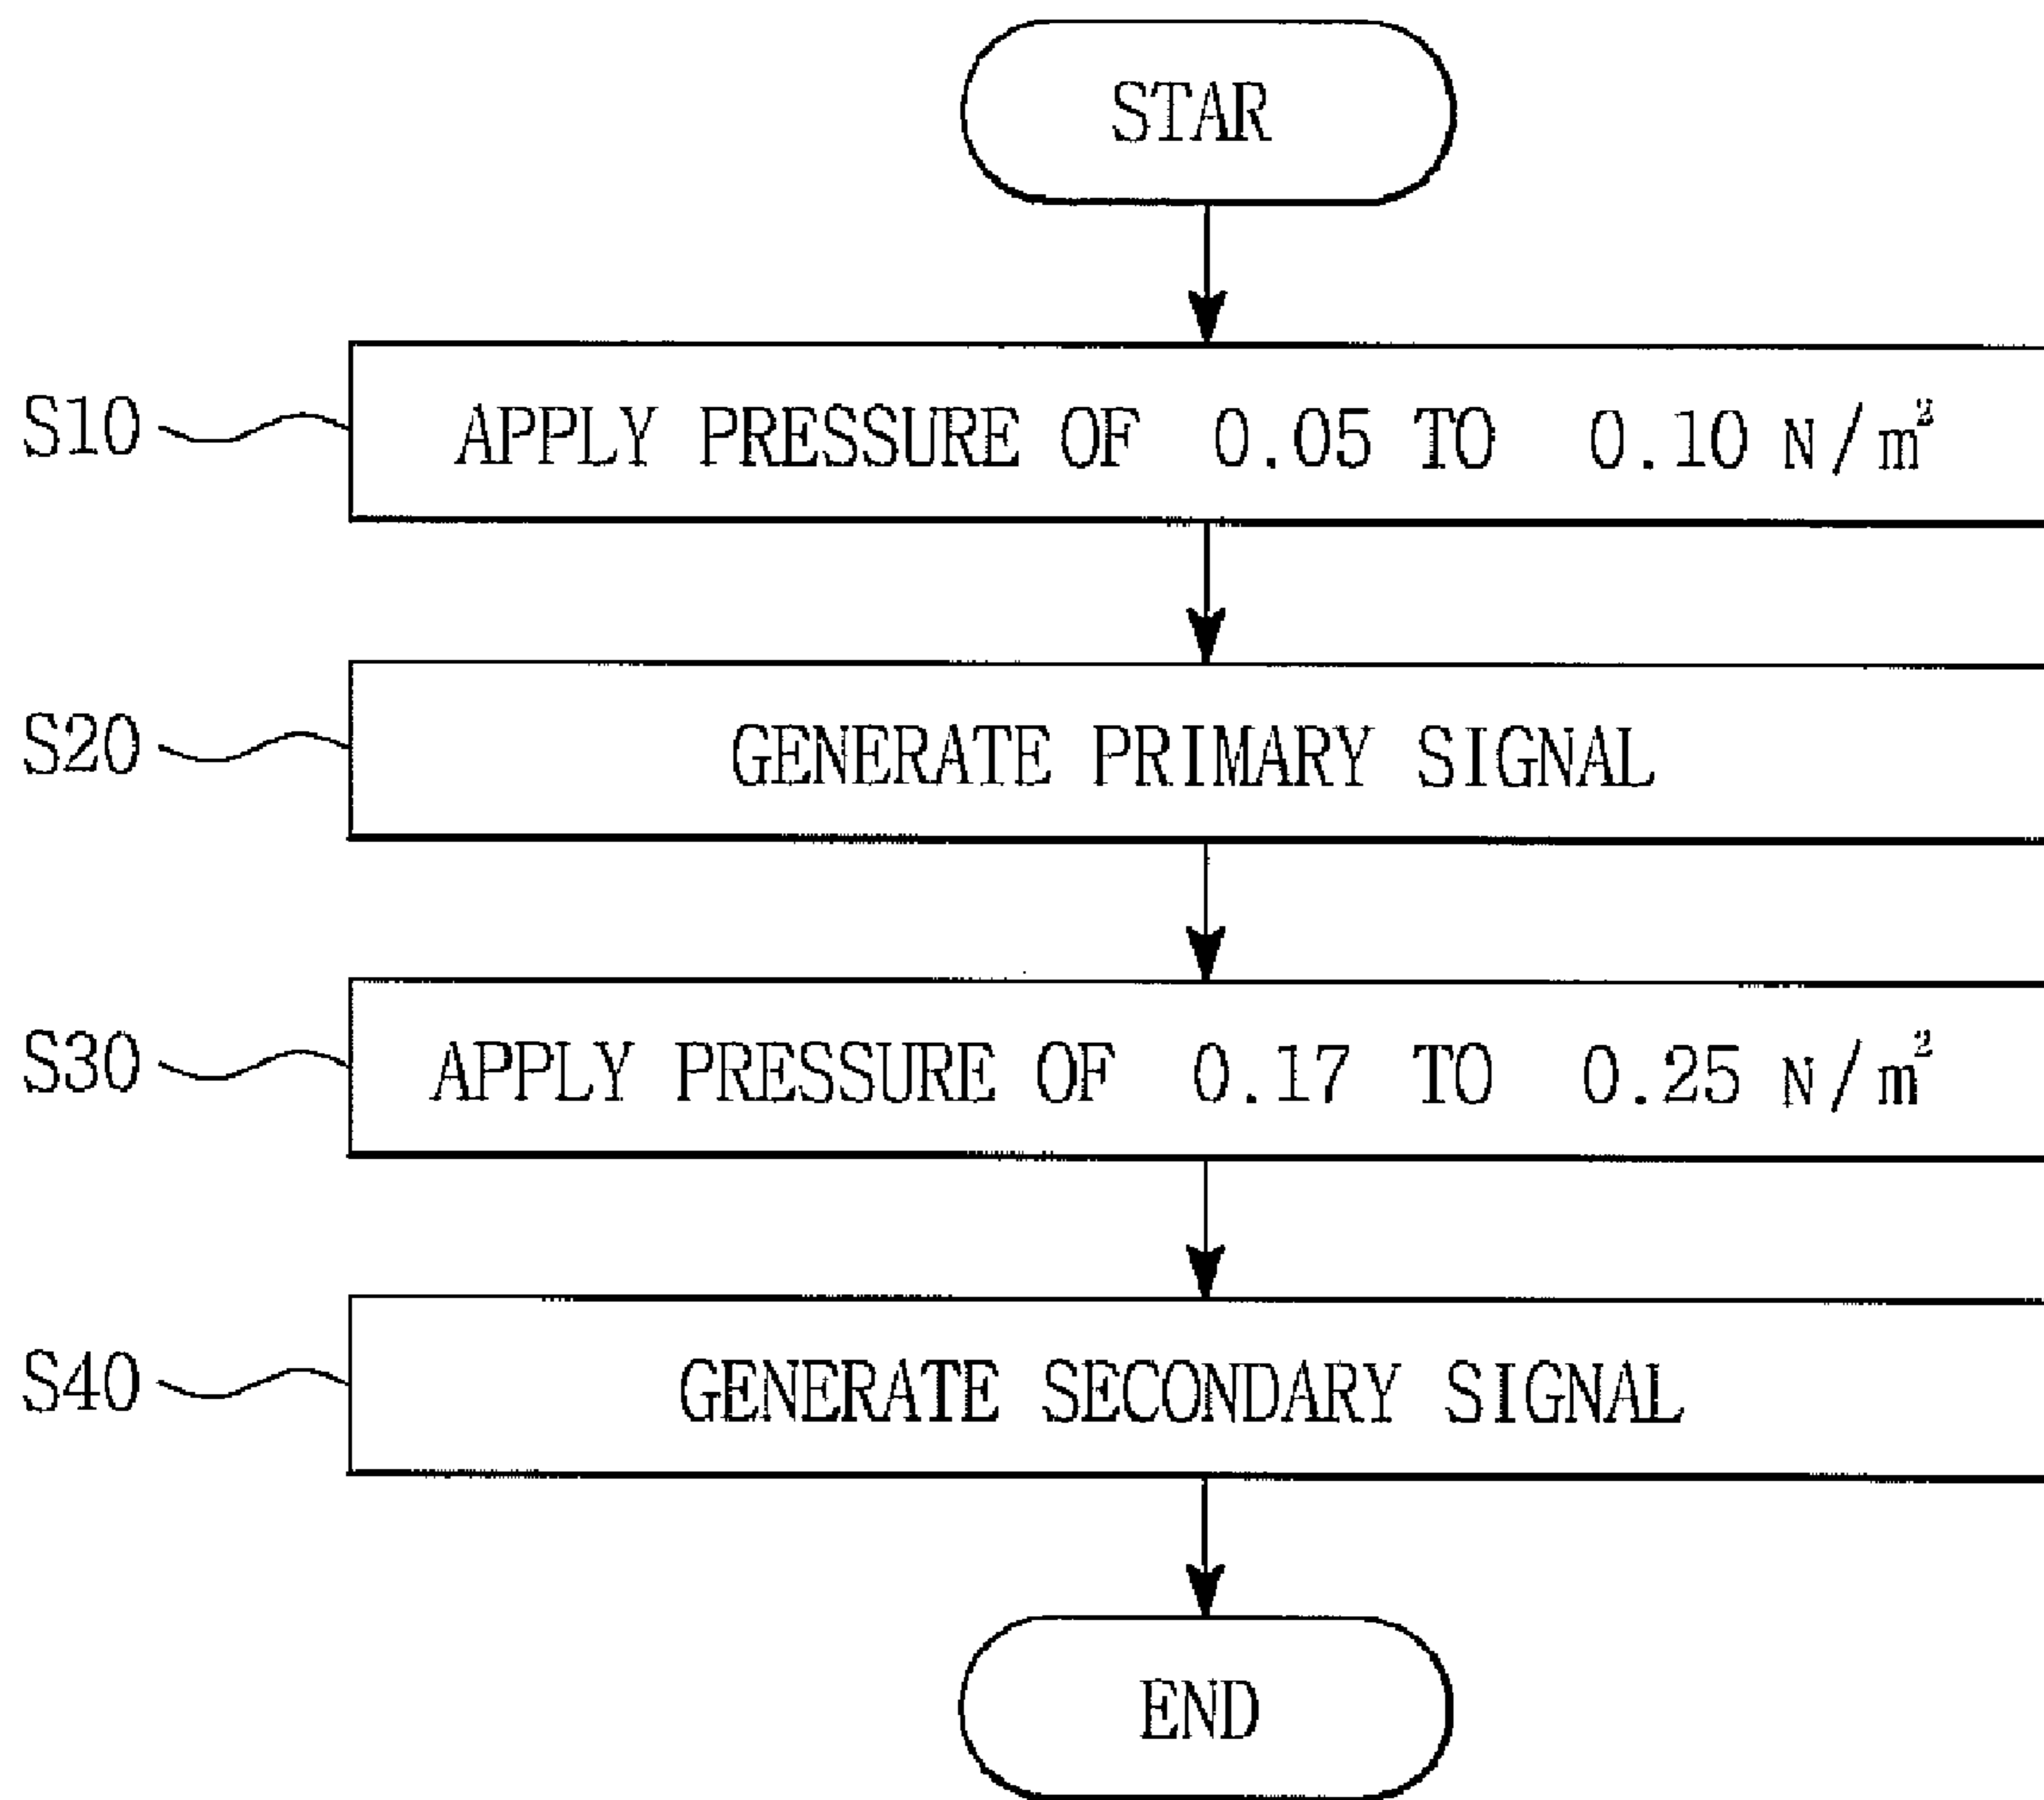 STAR
S10 APPLY PRESSURE OF 0.05 TO 0.10 N/m²
S20 GENERATE PRIMARY SIGNAL
S30 APPLY PRESSURE OF 0.17 TO 0.25 N/m²
S40 GENERATE SECONDARY SIGNAL
END